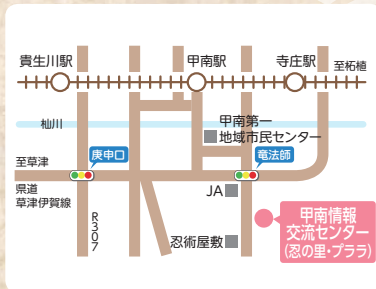 貴生川駅
甲南駅
寺庄駅
至柘植
杣川
甲南第一
地域市民センター
至草津
庚申口
竜法師
県道
草津伊賀線
R307
JA
忍術屋敷
甲南情報
交流センター
(忍の里・プララ)